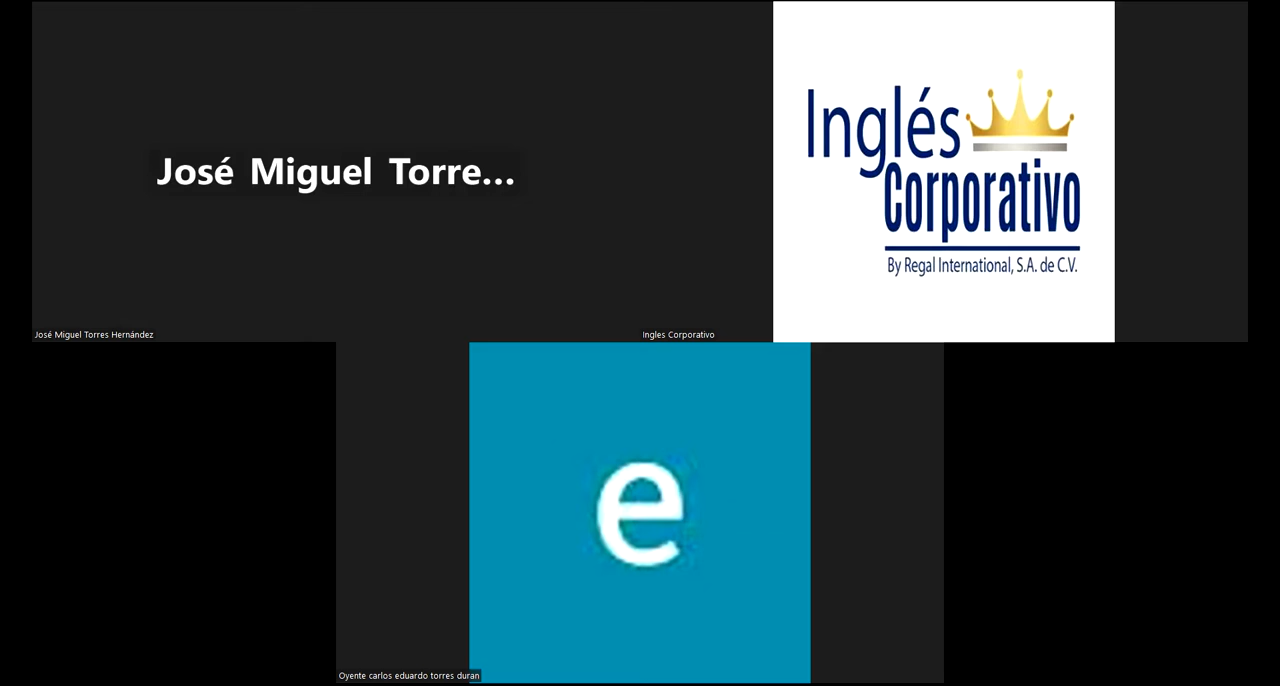 José Miguel Torre...
José Miguel Torres Hernández
Inglés
Corporativo
By Regal International, S.A. de C.V.
Ingles Corporativo
e
Oyente carlos eduardo torres duran